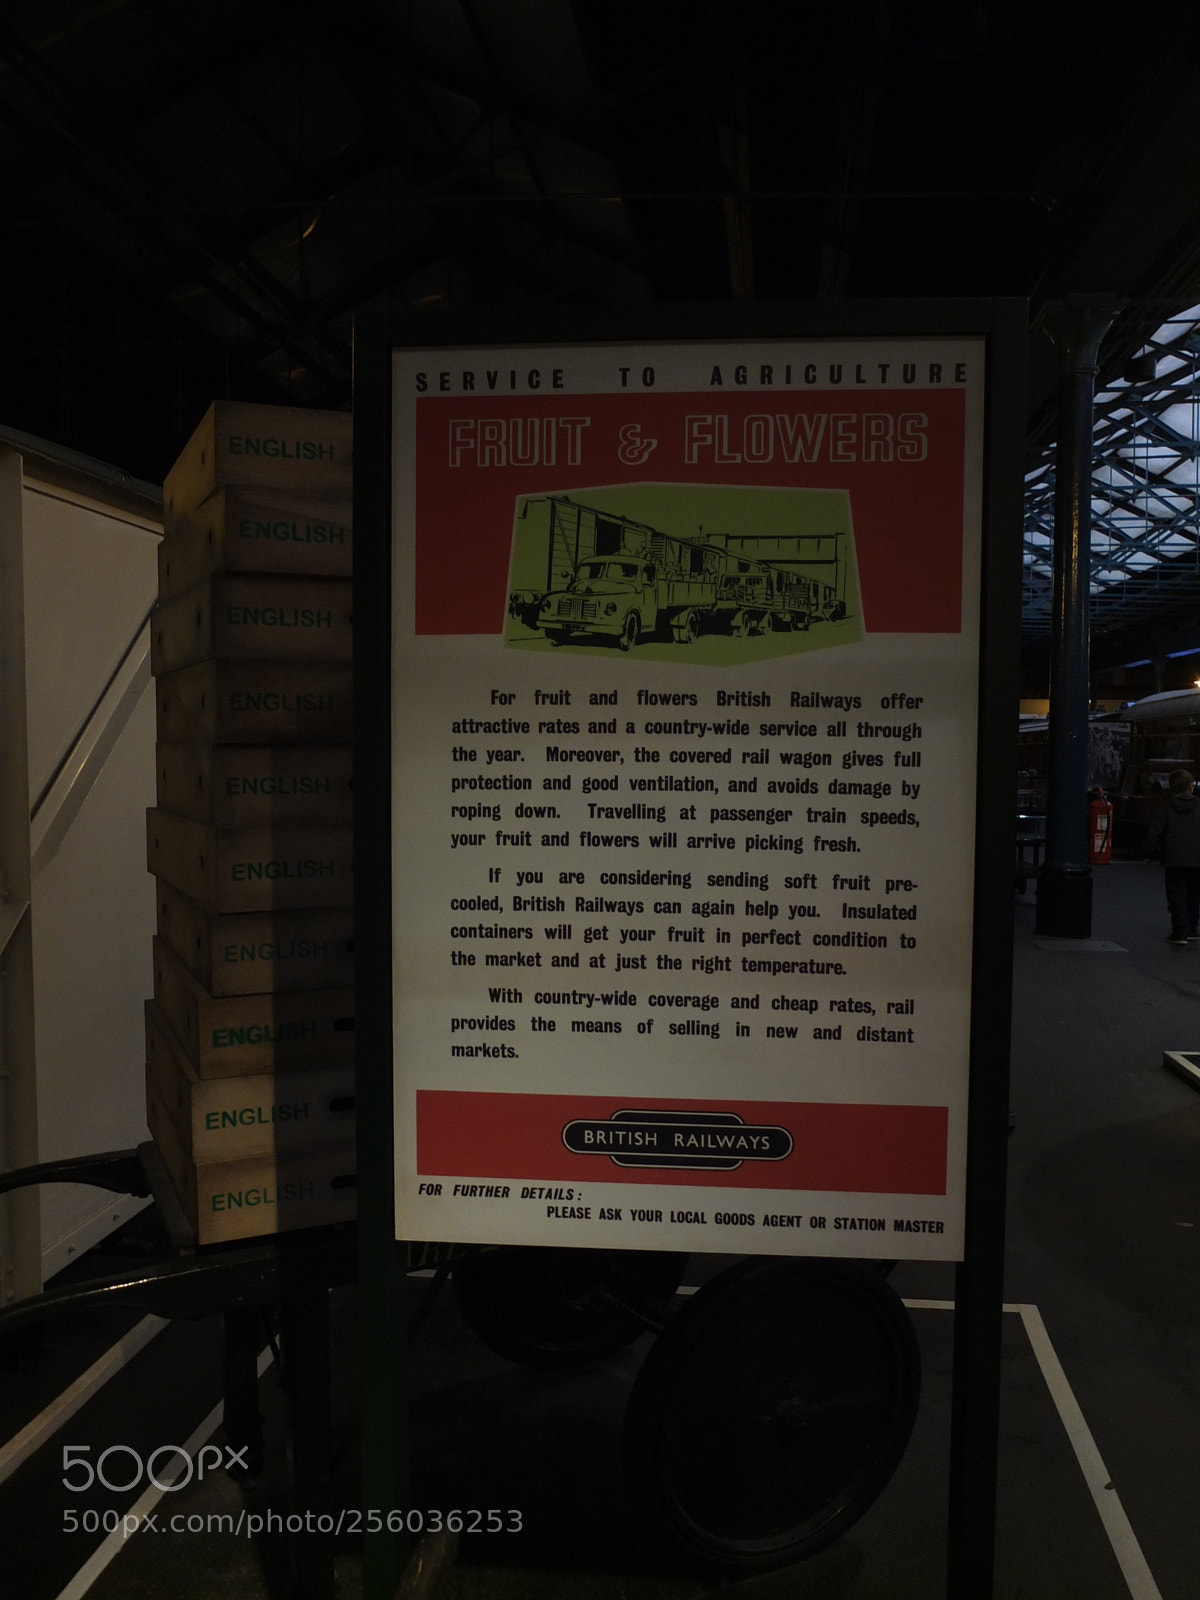 SERVICE TO AGRICULTURE
FRUIT & FLOWERS
For fruit and flowers British Railways offer
attractive rates and a country-wide service all through
the year. Moreover, the covered rail wagon gives full
protection and good ventilation, and avoids damage by
roping down. Travelling at passenger train speeds,
your fruit and flowers will arrive picking fresh.
If you are considering sending soft fruit pre-
cooled, British Railways can again help you. Insulated
containers will get your fruit in perfect condition to
the market and at just the right temperature.
With country-wide coverage and cheap rates, rail
provides the means of selling in new and distant
markets.
BRITISH RAILWAYS
FOR FURTHER DETAILS:
PLEASE ASK YOUR LOCAL GOODS AGENT OR STATION MASTER
ENGLISH
ENGLISH
ENGLISH
ENGLISH
ENGLISH
ENGLISH
ENGLISH
ENGLISH
ENGLISH
ENGLISH
500px
500px.com/photo/256036253